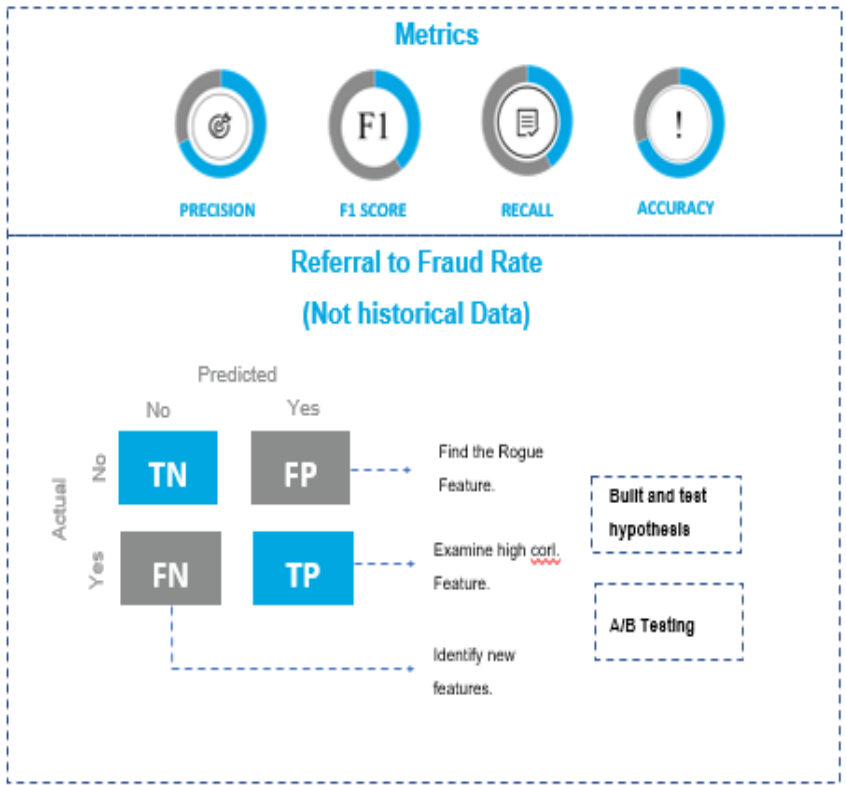 Metrics
F1
!
PRECISION
F1 SCORE
RECALL
ACCURACY
Referral to Fraud Rate
(Not historical Data)
Predicted
No
Yes
Actual
No
TN
FP
Find the Rogue
Feature.
Yes
FN
TP
Examine high corl.
Feature.
Identify new
features.
Built and test
hypothesis
A/B Testing